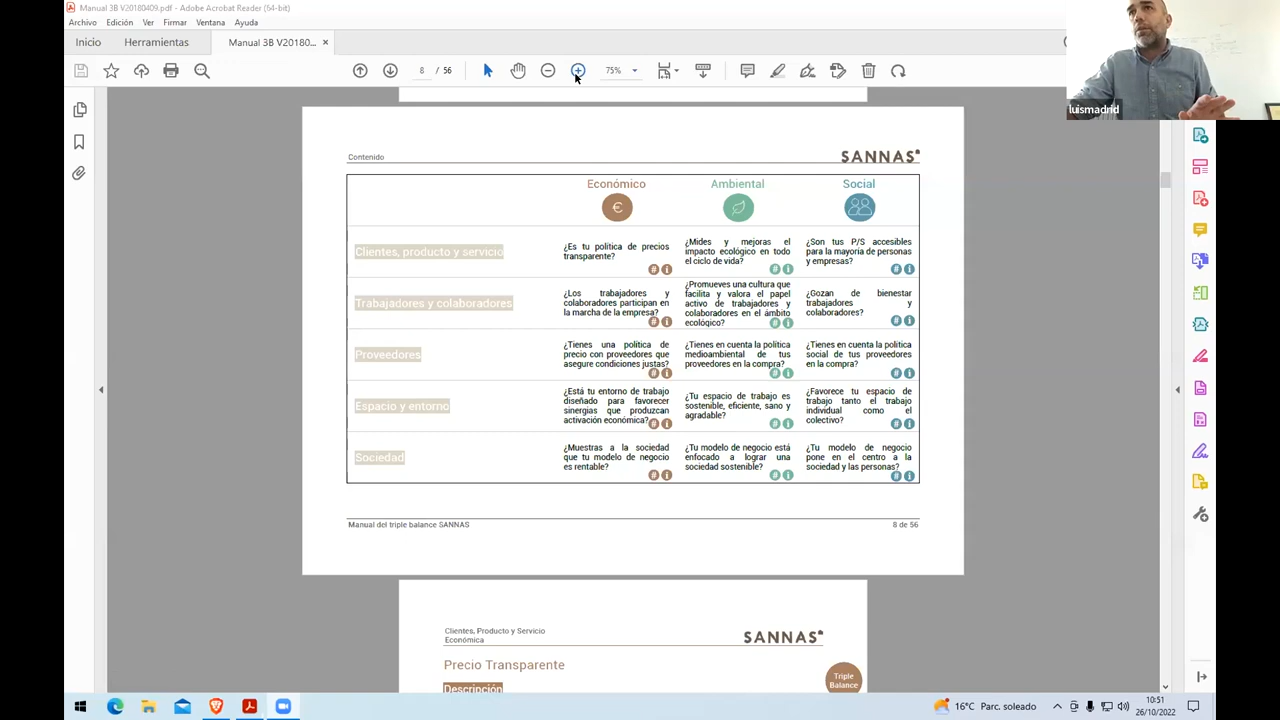 Manual 3B V20180409.pdf - Adobe Acrobat Reader (64-bit)
Archivo Edición Ver Firmar Ventana Ayuda
Inicio Herramientas Manual 3B V20180... ×
8 / 56 75%
luismadrid
Contenido
SANNAS
Económico Ambiental Social
Clientes, producto y servicio
¿Es tu política de precios
transparente?
¿Mides y mejoras el
impacto ecológico en todo
el ciclo de vida?
¿Son tus P/S accesibles
para la mayoría de personas
y empresas?
Trabajadores y colaboradores
¿Los trabajadores y
colaboradores participan en
la marcha de la empresa?
¿Promueves una cultura que
facilita y valora el papel
activo de trabajadores y
colaboradores en el ámbito
ecológico?
¿Gozan de bienestar
trabajadores y
colaboradores?
Proveedores
¿Tienes una política de
precio con proveedores que
asegure condiciones justas?
¿Tienes en cuenta la política
medioambiental de tus
proveedores en la compra?
¿Tienes en cuenta la política
social de tus proveedores
en la compra?
Espacio y entorno
¿Está tu entorno de trabajo
diseñado para favorecer
sinergias que produzcan
activación económica?
¿Tu espacio de trabajo es
sostenible, eficiente, sano y
agradable?
¿Favorece tu espacio de
trabajo tanto el trabajo
individual como el
colectivo?
Sociedad
¿Muestras a la sociedad
que tu modelo de negocio
es rentable?
¿Tu modelo de negocio está
enfocado a lograr una
sociedad sostenible?
¿Tu modelo de negocio
pone en el centro a la
sociedad y las personas?
Manual del triple balance SANNAS 8 de 56
Clientes, Producto y Servicio
Económica
SANNAS
Precio Transparente
Descripción
Triple
Balance
16°C Parc. soleado
10:51
26/10/2022